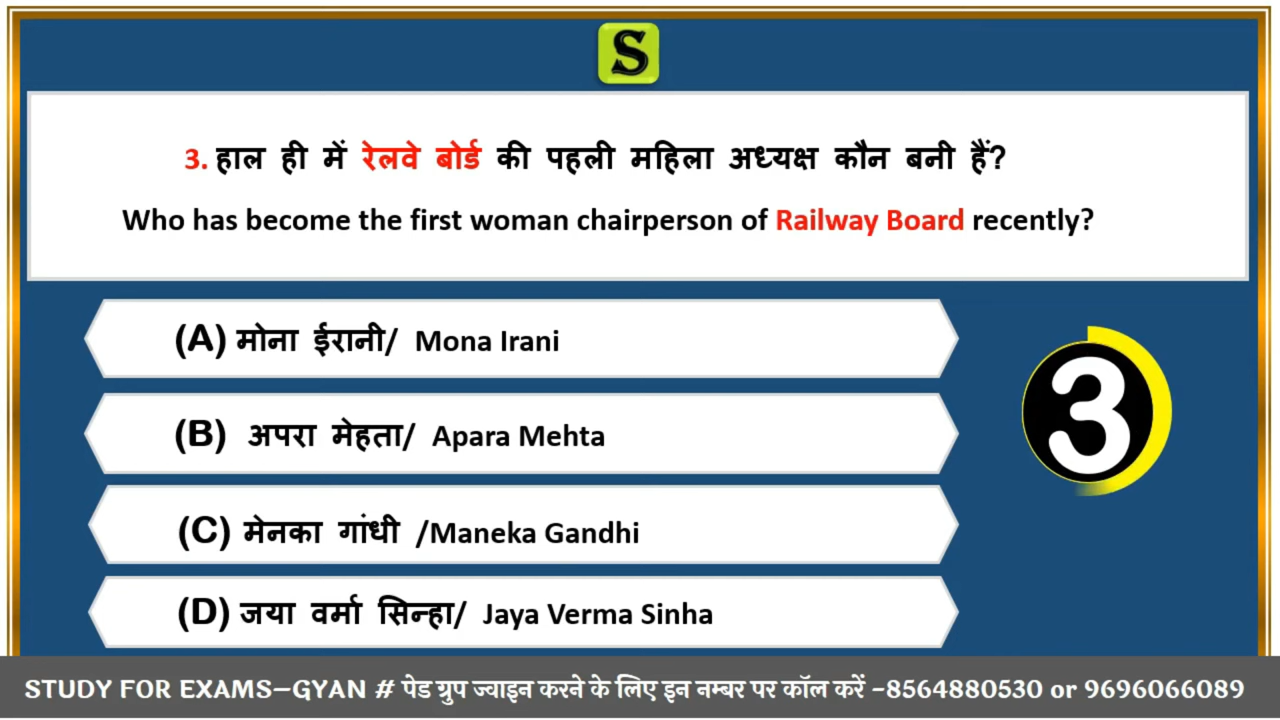 S
3. हाल ही में रेलवे बोर्ड की पहली महिला अध्यक्ष कौन बनी हैं?
Who has become the first woman chairperson of Railway Board recently?
(A) मोना ईरानी/ Mona Irani
(B) अपरा मेहता/ Apara Mehta
3
(C) मेनका गांधी /Maneka Gandhi
(D) जया वर्मा सिन्हा/ Jaya Verma Sinha
STUDY FOR EXAMS–GYAN # पेड ग्रुप ज्वाइन करने के लिए इन नम्बर पर कॉल करें -8564880530 or 9696066089